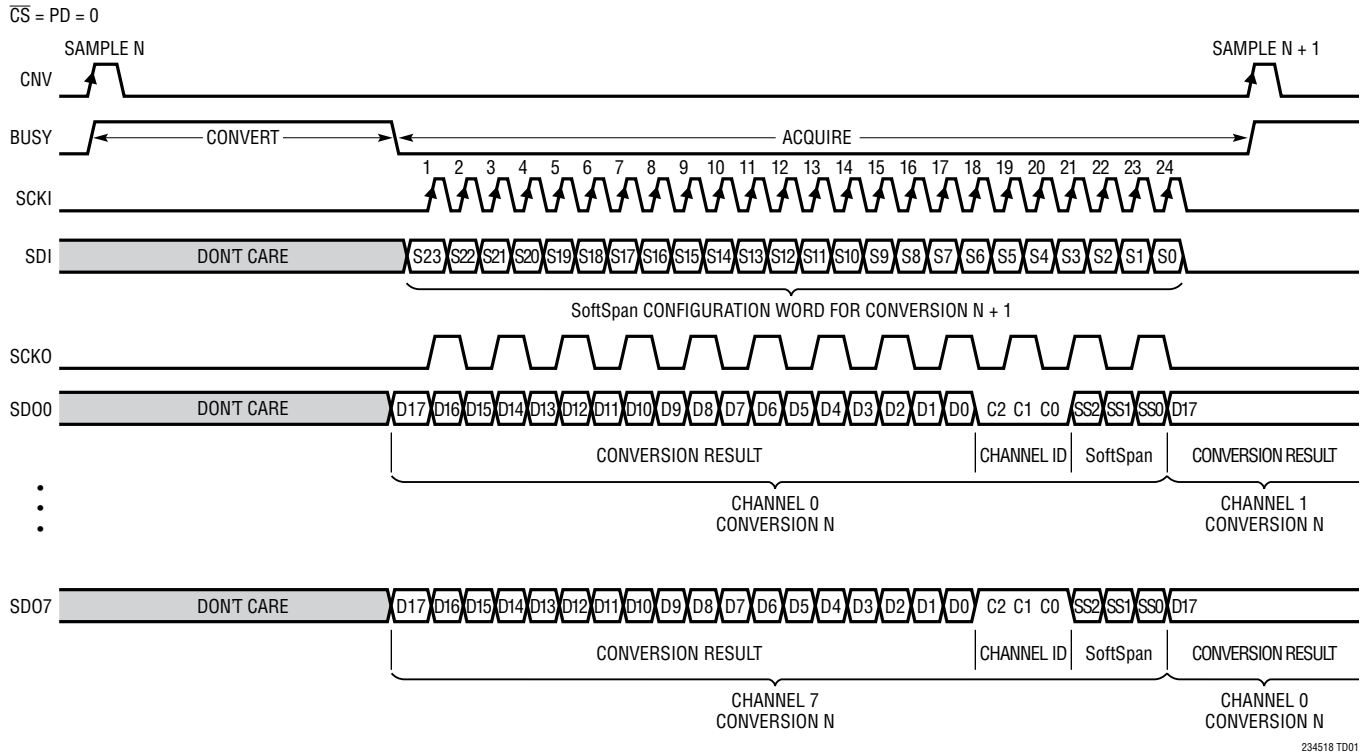 CS = PD = 0
SAMPLE N SAMPLE N + 1
CNV
BUSY CONVERT ACQUIRE
1 2 3 4 5 6 7 8 9 10 11 12 13 14 15 16 17 18 19 20 21 22 23 24
SCKI
SDI DON'T CARE S23 S22 S21 S20 S19 S18 S17 S16 S15 S14 S13 S12 S11 S10 S9 S8 S7 S6 S5 S4 S3 S2 S1 S0
SoftSpan CONFIGURATION WORD FOR CONVERSION N + 1
SCKO
SDO0 DON'T CARE D17 D16 D15 D14 D13 D12 D11 D10 D9 D8 D7 D6 D5 D4 D3 D2 D1 D0 C2 C1 C0 SS2 SS1 SS0 D17
CONVERSION RESULT CHANNEL ID SoftSpan CONVERSION RESULT
CHANNEL 0 CHANNEL 1
CONVERSION N CONVERSION N
SDO7 DON'T CARE D17 D16 D15 D14 D13 D12 D11 D10 D9 D8 D7 D6 D5 D4 D3 D2 D1 D0 C2 C1 C0 SS2 SS1 SS0 D17
CONVERSION RESULT CHANNEL ID SoftSpan CONVERSION RESULT
CHANNEL 7 CHANNEL 0
CONVERSION N CONVERSION N
234518 TD01